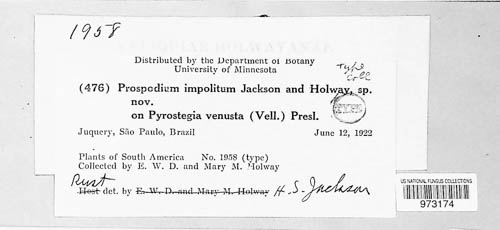 1958
Distributed by the Department of Botany
University of Minnesota
Type
Coll
(476) Prospodium impolitum Jackson and Holway, sp.
nov.
TYPE
on Pyrostegia venusta (Vell.) Presl.
Juquery, São Paulo, Brazil June 12, 1922
Plants of South America No. 1958 (type)
Collected by E. W. D. and Mary M. Holway
Rust
Host det. by E. W. D. and Mary M. Holway H. S. Jackson
US NATIONAL FUNGUS COLLECTIONS
973174